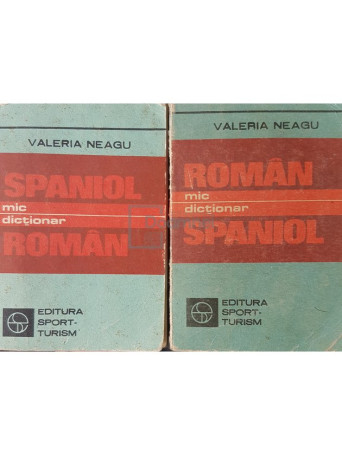 VALERIA NEAGU
SPANIOL
mic
dicționar
ROMÂN
EDITURA
SPORT-
TURISM
VALERIA NEAGU
ROMÂN
mic
dicționar
SPANIOL
EDITURA
SPORT-
TURISM